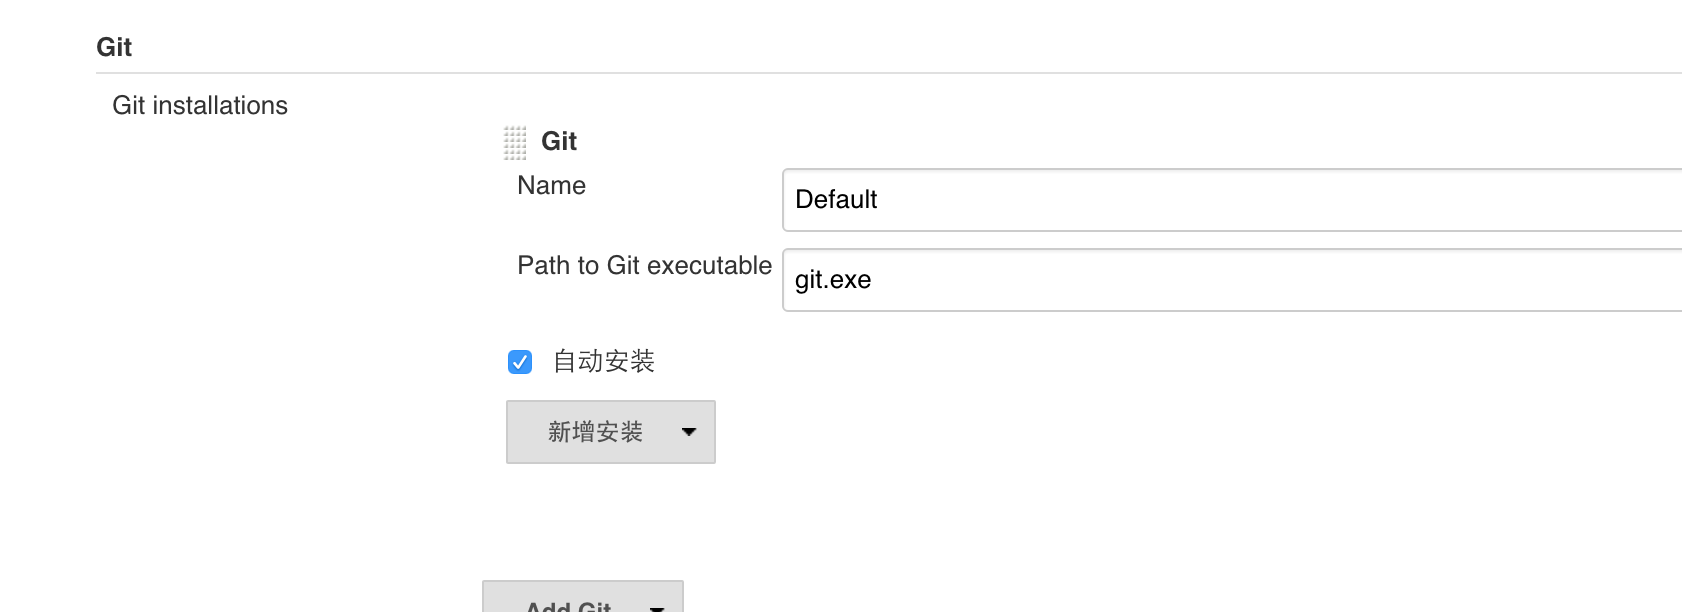 Git
Git installations
Git
Name
Default
Path to Git executable
git.exe
自动安装
新增安装
Add Git